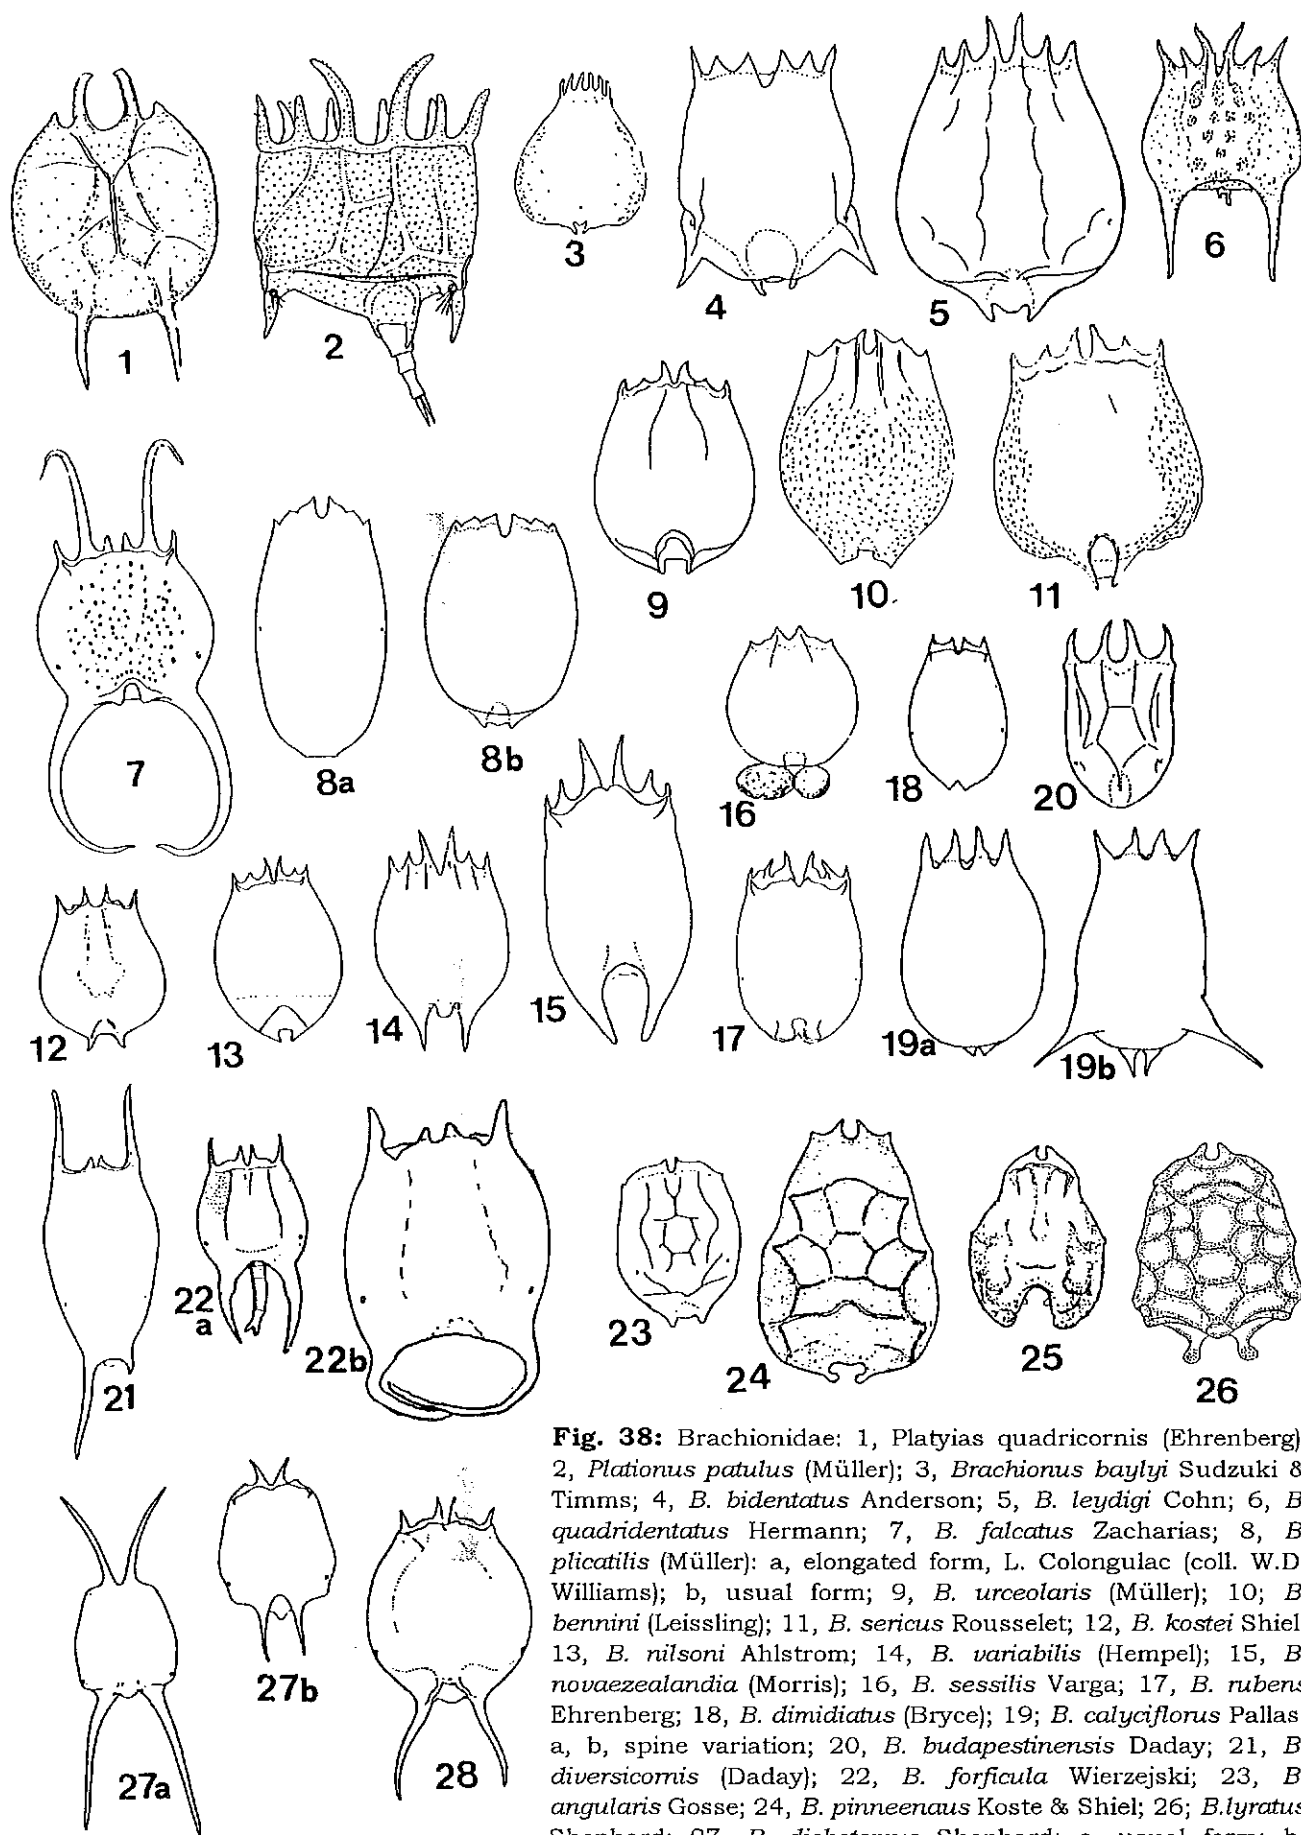 1
2
3
4
5
6
7
8a
8b
9
10
11
12
13
14
15
16
17
18
19a
19b
20
21
22
a
22b
23
24
25
26
27a
27b
28
Fig. 38: Brachionidae: 1, Platyias quadricornis (Ehrenberg)
2, Plationus patulus (Müller); 3, Brachionus baylyi Sudzuki &
Timms; 4, B. bidentatus Anderson; 5, B. leydigi Cohn; 6, B
quadridentatus Hermann; 7, B. falcatus Zacharias; 8, B
plicatilis (Müller): a, elongated form, L. Colongulac (coll. W.D
Williams); b, usual form; 9, B. urceolaris (Müller); 10; B
bennini (Leissling); 11, B. sericus Rousselet; 12, B. kostei Shiel
13, B. nilsoni Ahlstrom; 14, B. variabilis (Hempel); 15, B
novaezealandia (Morris); 16, B. sessilis Varga; 17, B. rubens
Ehrenberg; 18, B. dimidiatus (Bryce); 19; B. calyciflorus Pallas
a, b, spine variation; 20, B. budapestinensis Daday; 21, B
diversicornis (Daday); 22, B. forficula Wierzejski; 23, B
angularis Gosse; 24, B. pinneenaus Koste & Shiel; 26; B.lyratus
Shephard; 27, B. dichotomus Shephard: a, usual form; b,